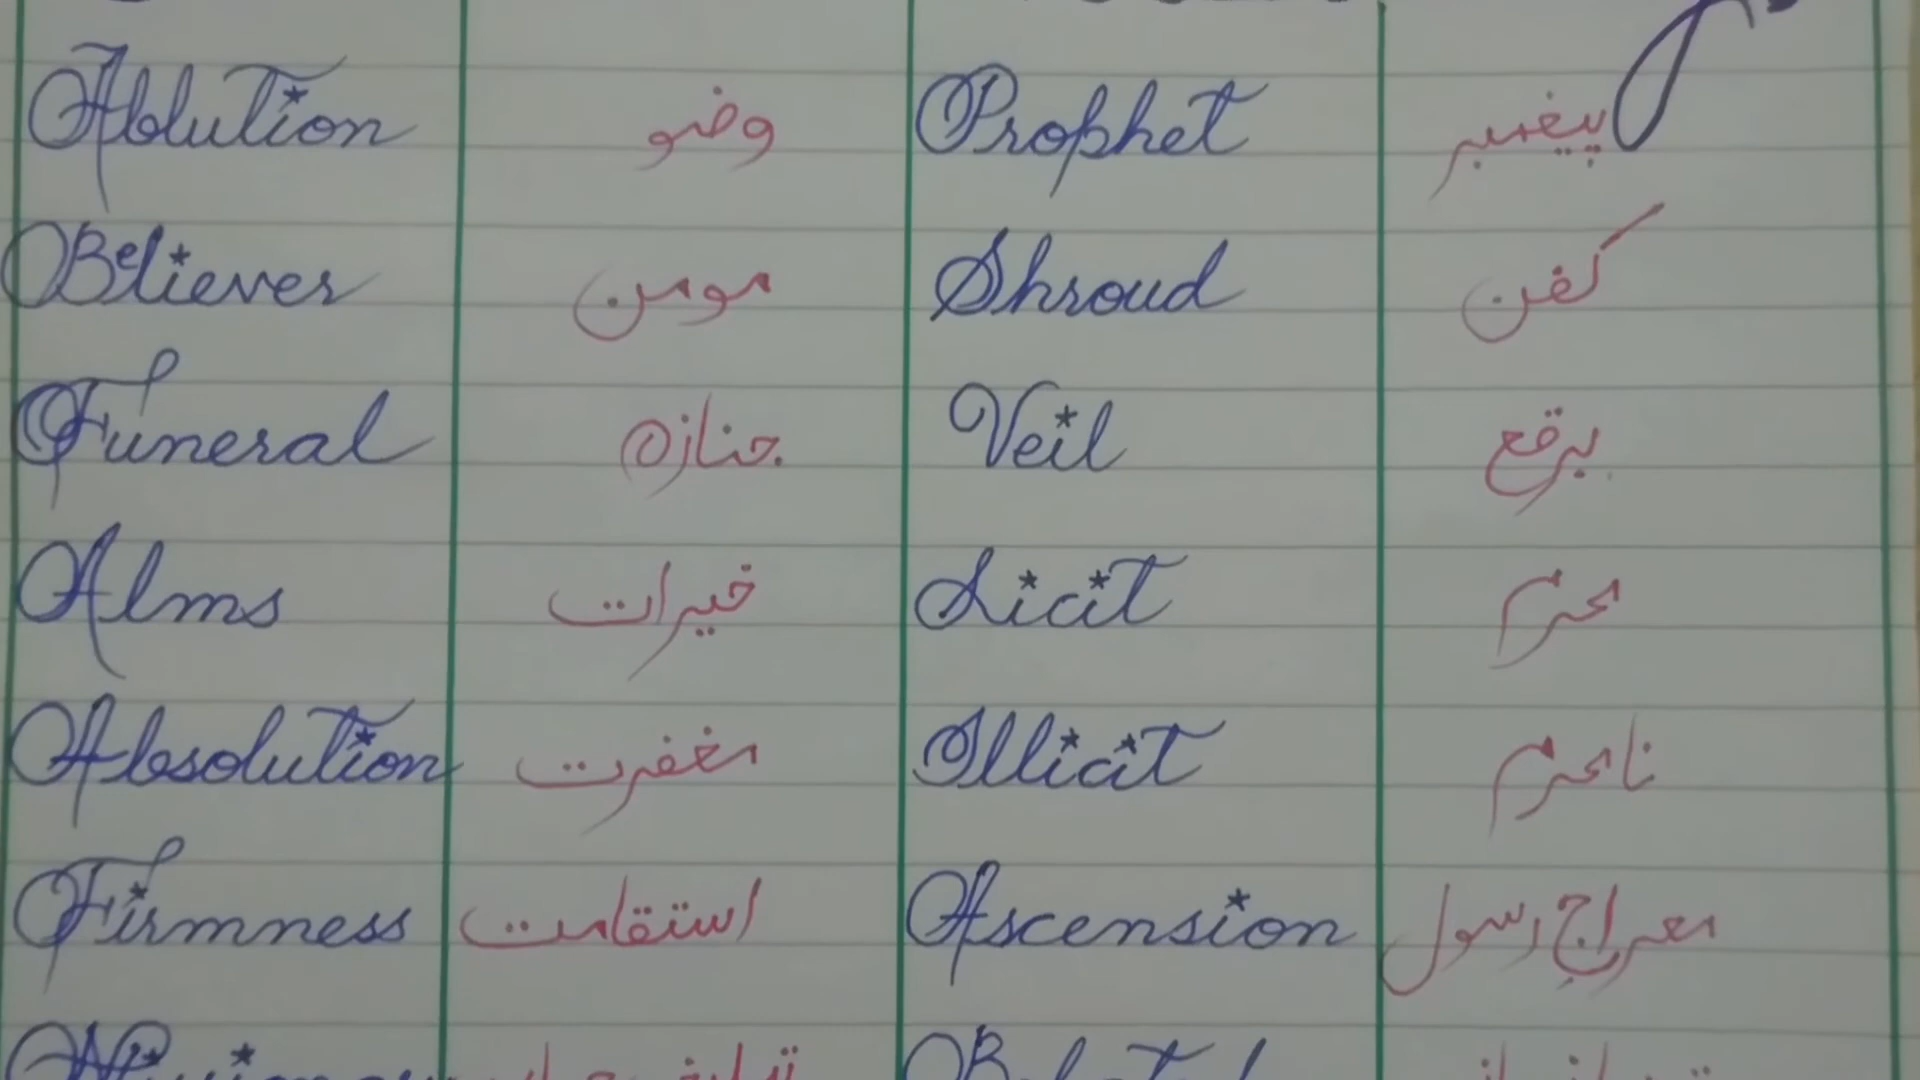 Ablution وضو Prophet پیغمبر
Believer مومن Shroud کفن
Funeral جنازہ Veil برقع
Alms خیرات Licit محرم
Absolution مغفرت Illicit نامحرم
Firmness استقامت Ascension معراج رسول